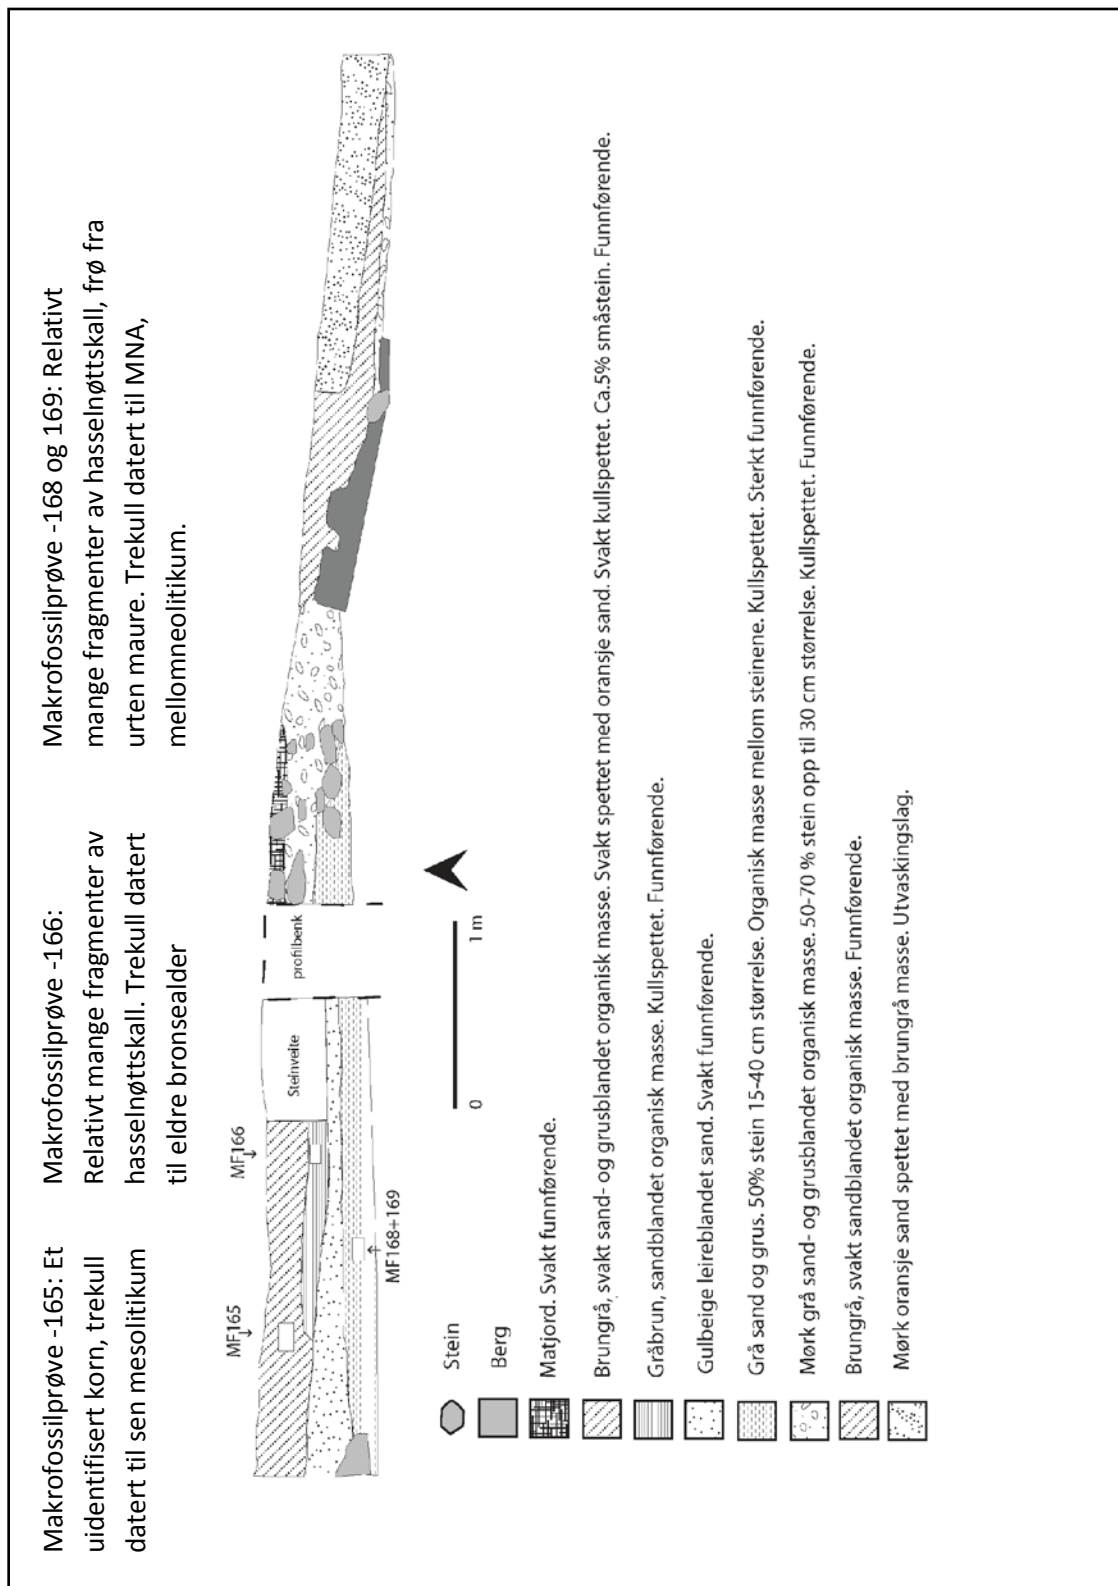 Makrofossilprøve -165: Et
uidentifisert korn, trekull
datert til sen mesolitikum
Makrofossilprøve -166:
Relativt mange fragmenter av
hasselnøttskall. Trekull datert
til eldre bronsealder
Makrofossilprøve -168 og 169: Relativt
mange fragmenter av hasselnøttskall, frø fra
urten maure. Trekull datert til MNA,
mellomneolitikum.
MF165
MF166
Steinveite
profilbenk
MF168+169
0
1 m
Stein
Berg
Matjord. Svakt funnførende.
Brungrå, svakt sand- og grusblandet organisk masse. Svakt spettet med oransje sand. Svakt kullspettet. Ca.5% småstein. Funnførende.
Gråbrun, sandblandet organisk masse. Kullspettet. Funnførende.
Gulbeige leireblandet sand. Svakt funnførende.
Grå sand og grus. 50% stein 15-40 cm størrelse. Organisk masse mellom steinene. Kullspettet. Sterkt funnførende.
Mørk grå sand- og grusblandet organisk masse. 50-70 % stein opp til 30 cm størrelse. Kullspettet. Funnførende.
Brungrå, svakt sandblandet organisk masse. Funnførende.
Mørk oransje sand spettet med brungrå masse. Utvaskingslag.